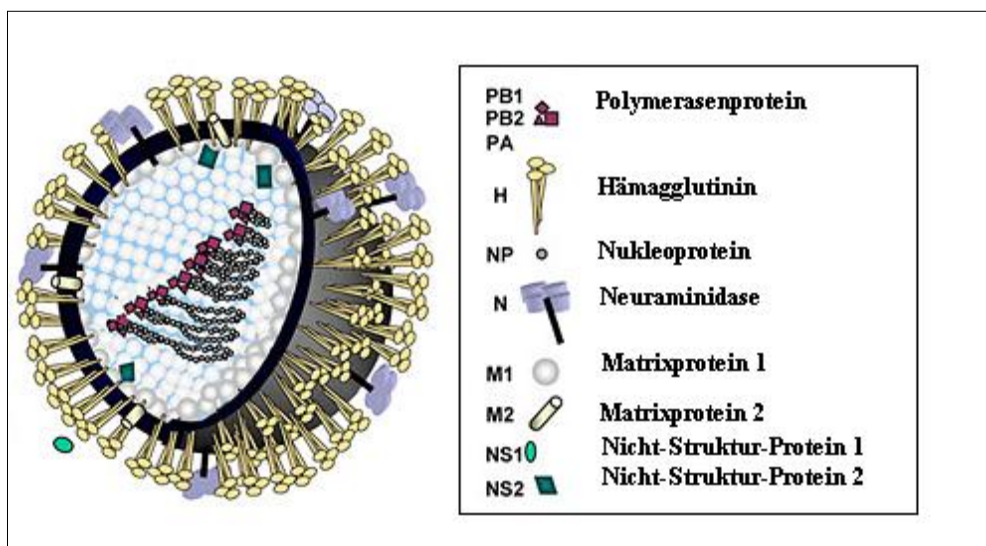 PB1
PB2 Polymerasenprotein
PA
H Hämagglutinin
NP Nukleoprotein
N Neuraminidase
M1 Matrixprotein 1
M2 Matrixprotein 2
NS1 Nicht-Struktur-Protein 1
NS2 Nicht-Struktur-Protein 2